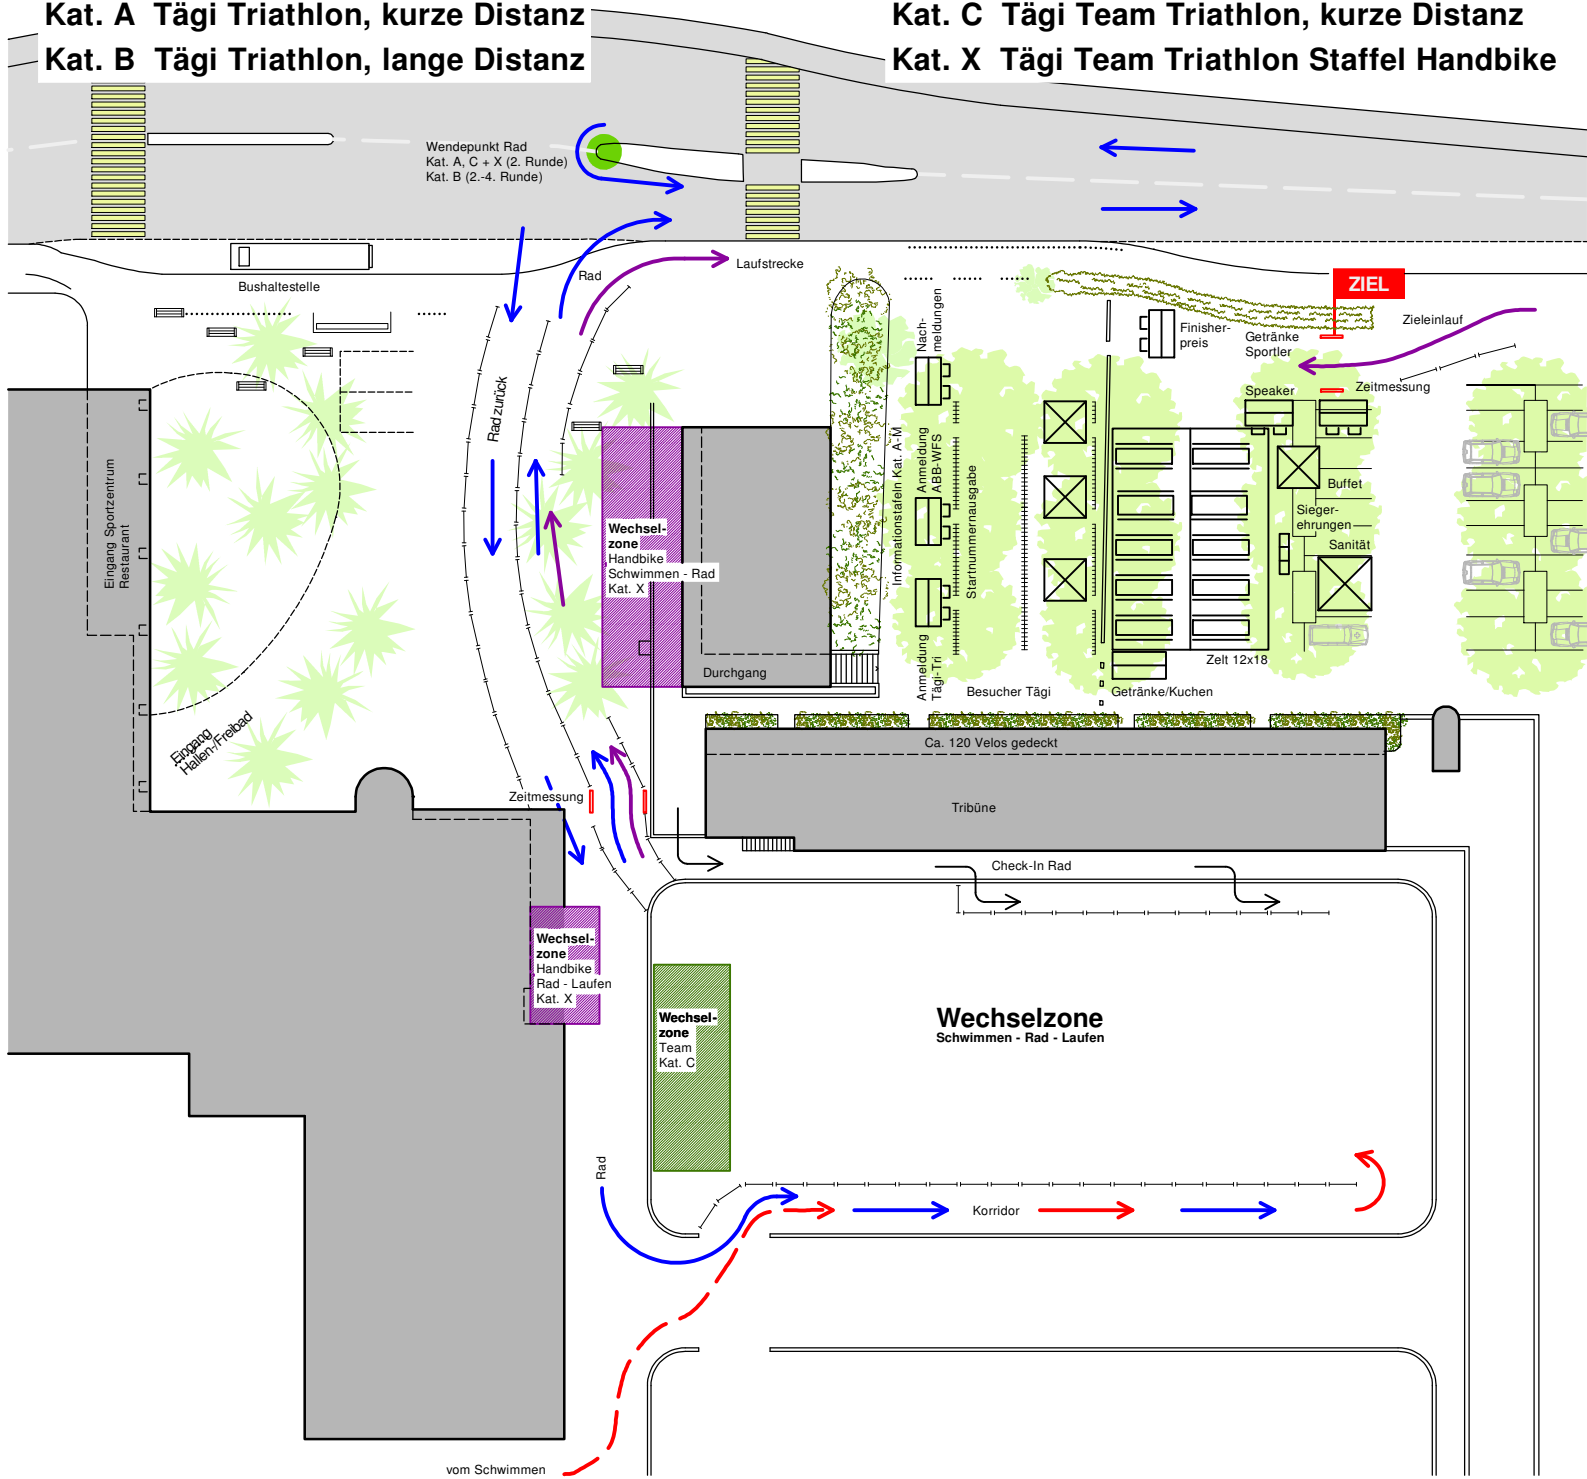 Kat. A Tägi Triathlon, kurze Distanz
Kat. B Tägi Triathlon, lange Distanz
Kat. C Tägi Team Triathlon, kurze Distanz
Kat. X Tägi Team Triathlon Staffel Handbike
Wendepunkt Rad
Kat. A, C + X (2. Runde)
Kat. B (2.-4. Runde)
Bushaltestelle
Rad
Laufstrecke
ZIEL
Zieleinlauf
Nach-
meldungen
Finisher-
preis
Getränke
Sportler
Zeitmessung
Speaker
Rad zurück
Eingang Sportzentrum
Restaurant
Wechsel-
zone
Handbike
Schwimmen - Rad
Kat. X
Informationstafeln Kat. A-M
Anmeldung
ABB-WFS
Startnummernausgabe
Buffet
Sieger-
ehrungen
Sanität
Durchgang
Anmeldung
Tägi-Tri
Besucher Tägi
Zelt 12x18
Getränke/Kuchen
Eingang
Hallen-/Freibad
Ca. 120 Velos gedeckt
Zeitmessung
Tribüne
Check-In Rad
Wechsel-
zone
Handbike
Rad - Laufen
Kat. X
Wechsel-
zone
Team
Kat. C
Wechselzone
Schwimmen - Rad - Laufen
Rad
Korridor
vom Schwimmen